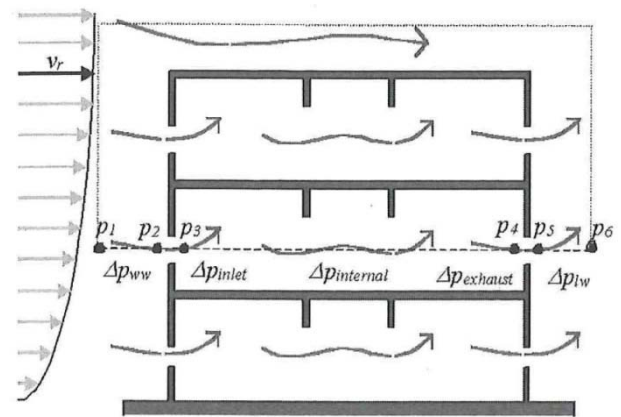 v_r
p_1 p_2 p_3 p_4 p_5 p_6
Δp_ww Δp_inlet Δp_internal Δp_exhaust Δp_lw